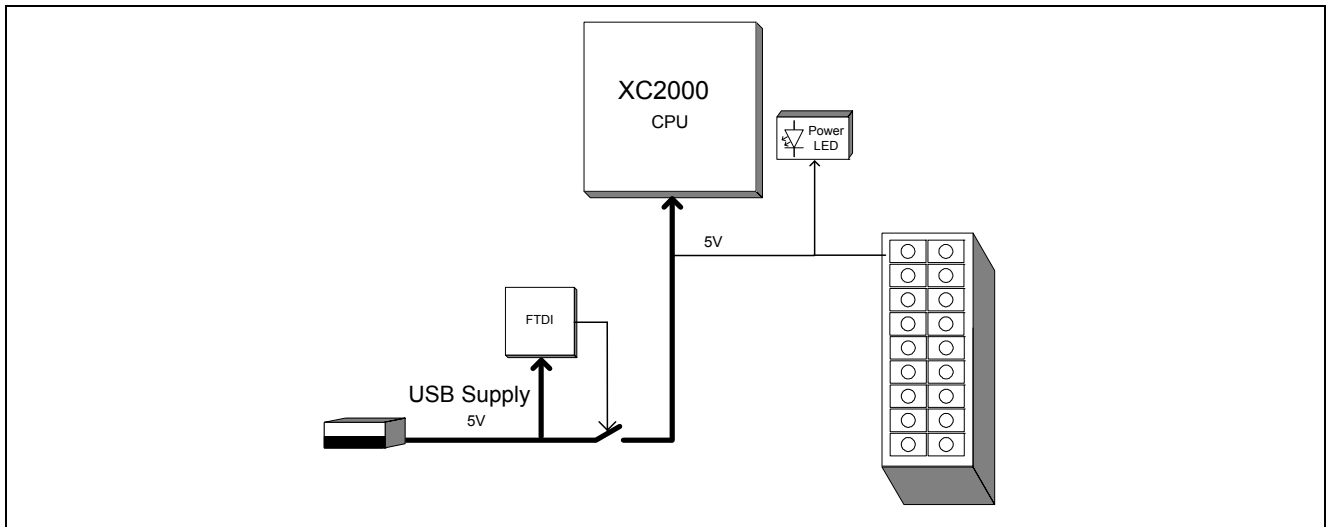 XC2000
CPU
Power
LED
5V
FTDI
USB Supply
5V